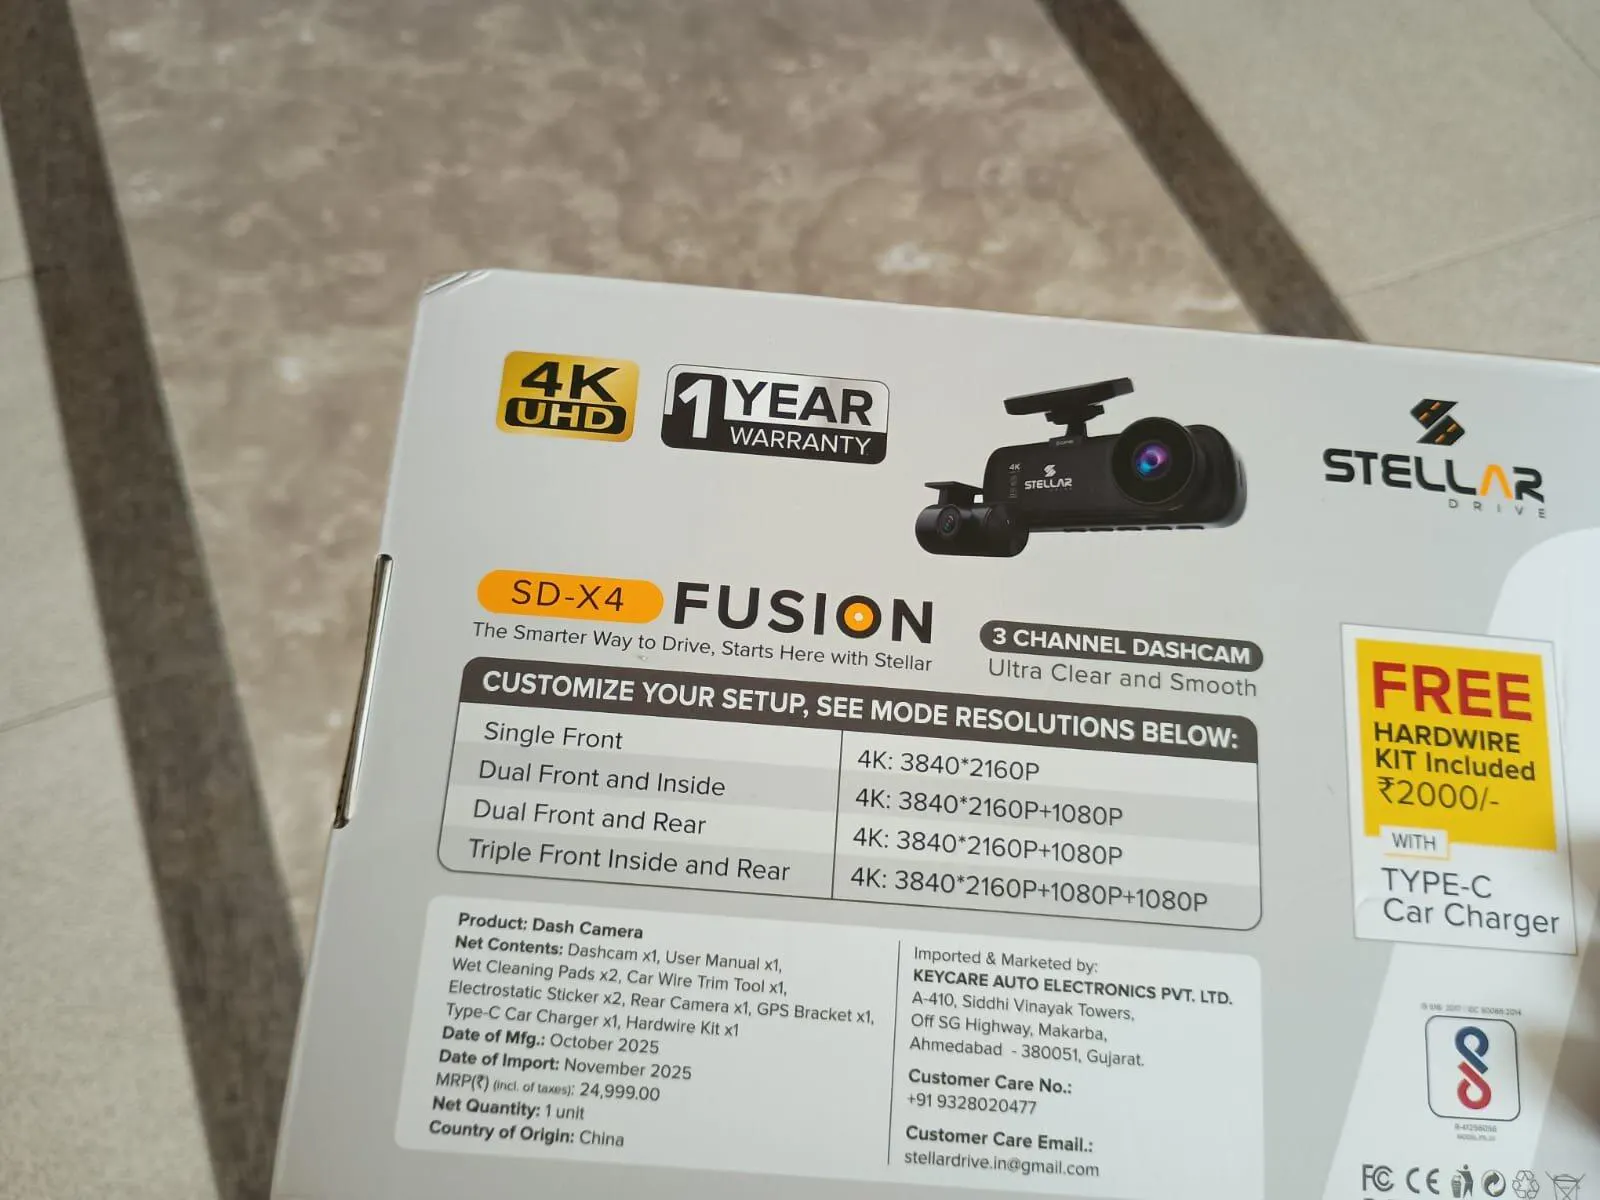 4K
UHD
1 YEAR
WARRANTY
4K
STELLAR
DRIVE
STELLAR
DRIVE
SD-X4 FUSION
The Smarter Way to Drive, Starts Here with Stellar
3 CHANNEL DASHCAM
Ultra Clear and Smooth
CUSTOMIZE YOUR SETUP, SEE MODE RESOLUTIONS BELOW:
Single Front 4K: 3840*2160P
Dual Front and Inside 4K: 3840*2160P+1080P
Dual Front and Rear 4K: 3840*2160P+1080P
Triple Front Inside and Rear 4K: 3840*2160P+1080P+1080P
FREE
HARDWIRE
KIT Included
₹2000/-
WITH
TYPE-C
Car Charger
Product: Dash Camera
Net Contents: Dashcam x1, User Manual x1,
Wet Cleaning Pads x2, Car Wire Trim Tool x1,
Electrostatic Sticker x2, Rear Camera x1, GPS Bracket x1,
Type-C Car Charger x1, Hardwire Kit x1
Date of Mfg.: October 2025
Date of Import: November 2025
MRP(₹) (incl. of taxes): 24,999.00
Net Quantity: 1 unit
Country of Origin: China
Imported & Marketed by:
KEYCARE AUTO ELECTRONICS PVT. LTD.
A-410, Siddhi Vinayak Towers,
Off SG Highway, Makarba,
Ahmedabad - 380051, Gujarat.
Customer Care No.:
+91 9328020477
Customer Care Email.:
stellardrive.in@gmail.com
R-41256056
FC CE